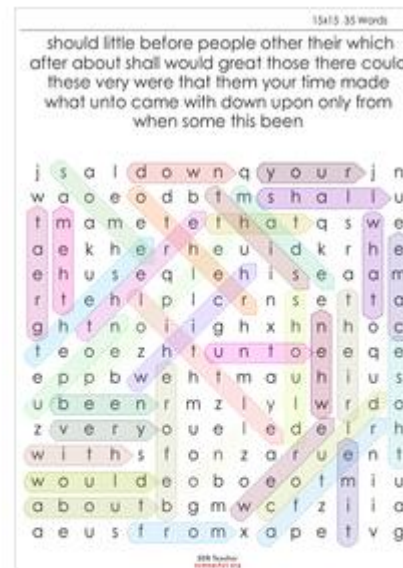 15x15 35 Words
should little before people other their which
after about shall would great those there could
these very were that them your time made
what unto came with down upon only from
when some this been
j s a l d o w n q y o u r j n
w a o e o d b t m s h a l l u
t m a m e t e t h a t q s w e
a e k h e r h e u i d k r h e
e h u s e q l e h i s e a a m
r t e h l p l c r n s e t t a
g h t n o i i g h x h n h o c
t e o e z h t u n t o e e q e
e p p b w e h t m a u h i u s
u b e e n r m z l y l w r d o
z v e r y o u e l e d e l r h
w i t h s f o n z a r u e n t
w o u l d e o b o e o t m i u
a b o u t b g m w c f z i i a
a e u s f r o m x a p e t v g